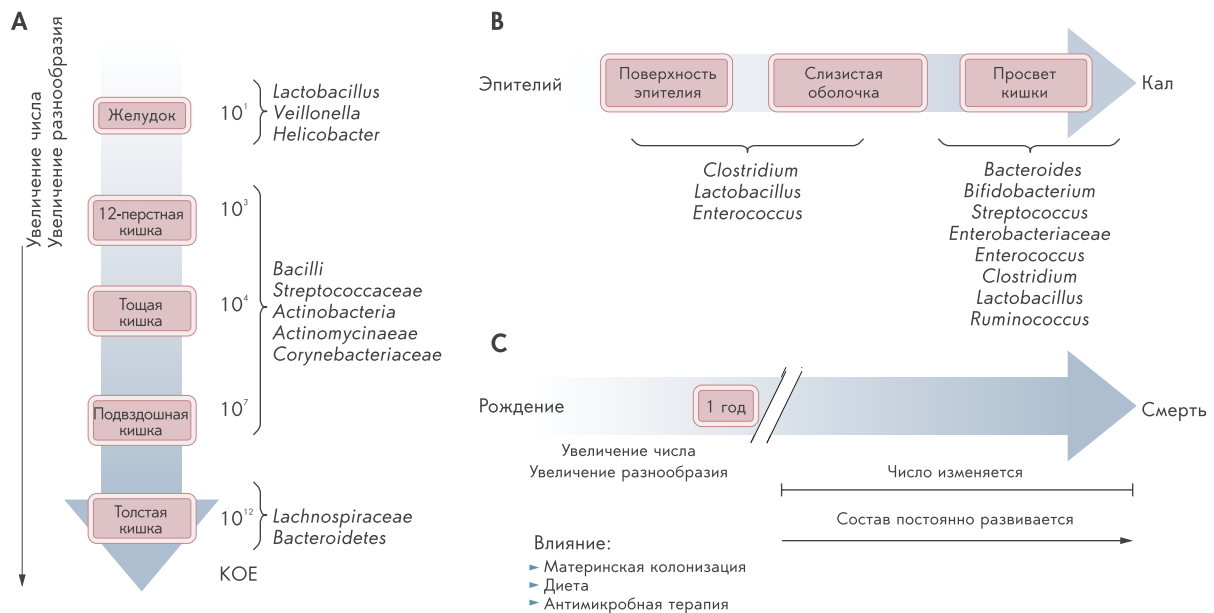 A
Увеличение числа
Увеличение разнообразия
Желудок
10¹
Lactobacillus
Veillonella
Helicobacter
12-перстная
кишка
10³
Тощая
кишка
10⁴
Подвздошная
кишка
10⁷
Bacilli
Streptococcaceae
Actinobacteria
Actinomycinaeae
Corynebacteriaceae
Толстая
кишка
10¹²
Lachnospiraceae
Bacteroidetes
КОЕ
B
Эпителий
Поверхность
эпителия
Слизистая
оболочка
Просвет
кишки
Кал
Clostridium
Lactobacillus
Enterococcus
Bacteroides
Bifidobacterium
Streptococcus
Enterobacteriaceae
Enterococcus
Clostridium
Lactobacillus
Ruminococcus
C
Рождение
1 год
Смерть
Увеличение числа
Увеличение разнообразия
Число изменяется
Состав постоянно развивается
Влияние:
► Материнская колонизация
► Диета
► Антимикробная терапия